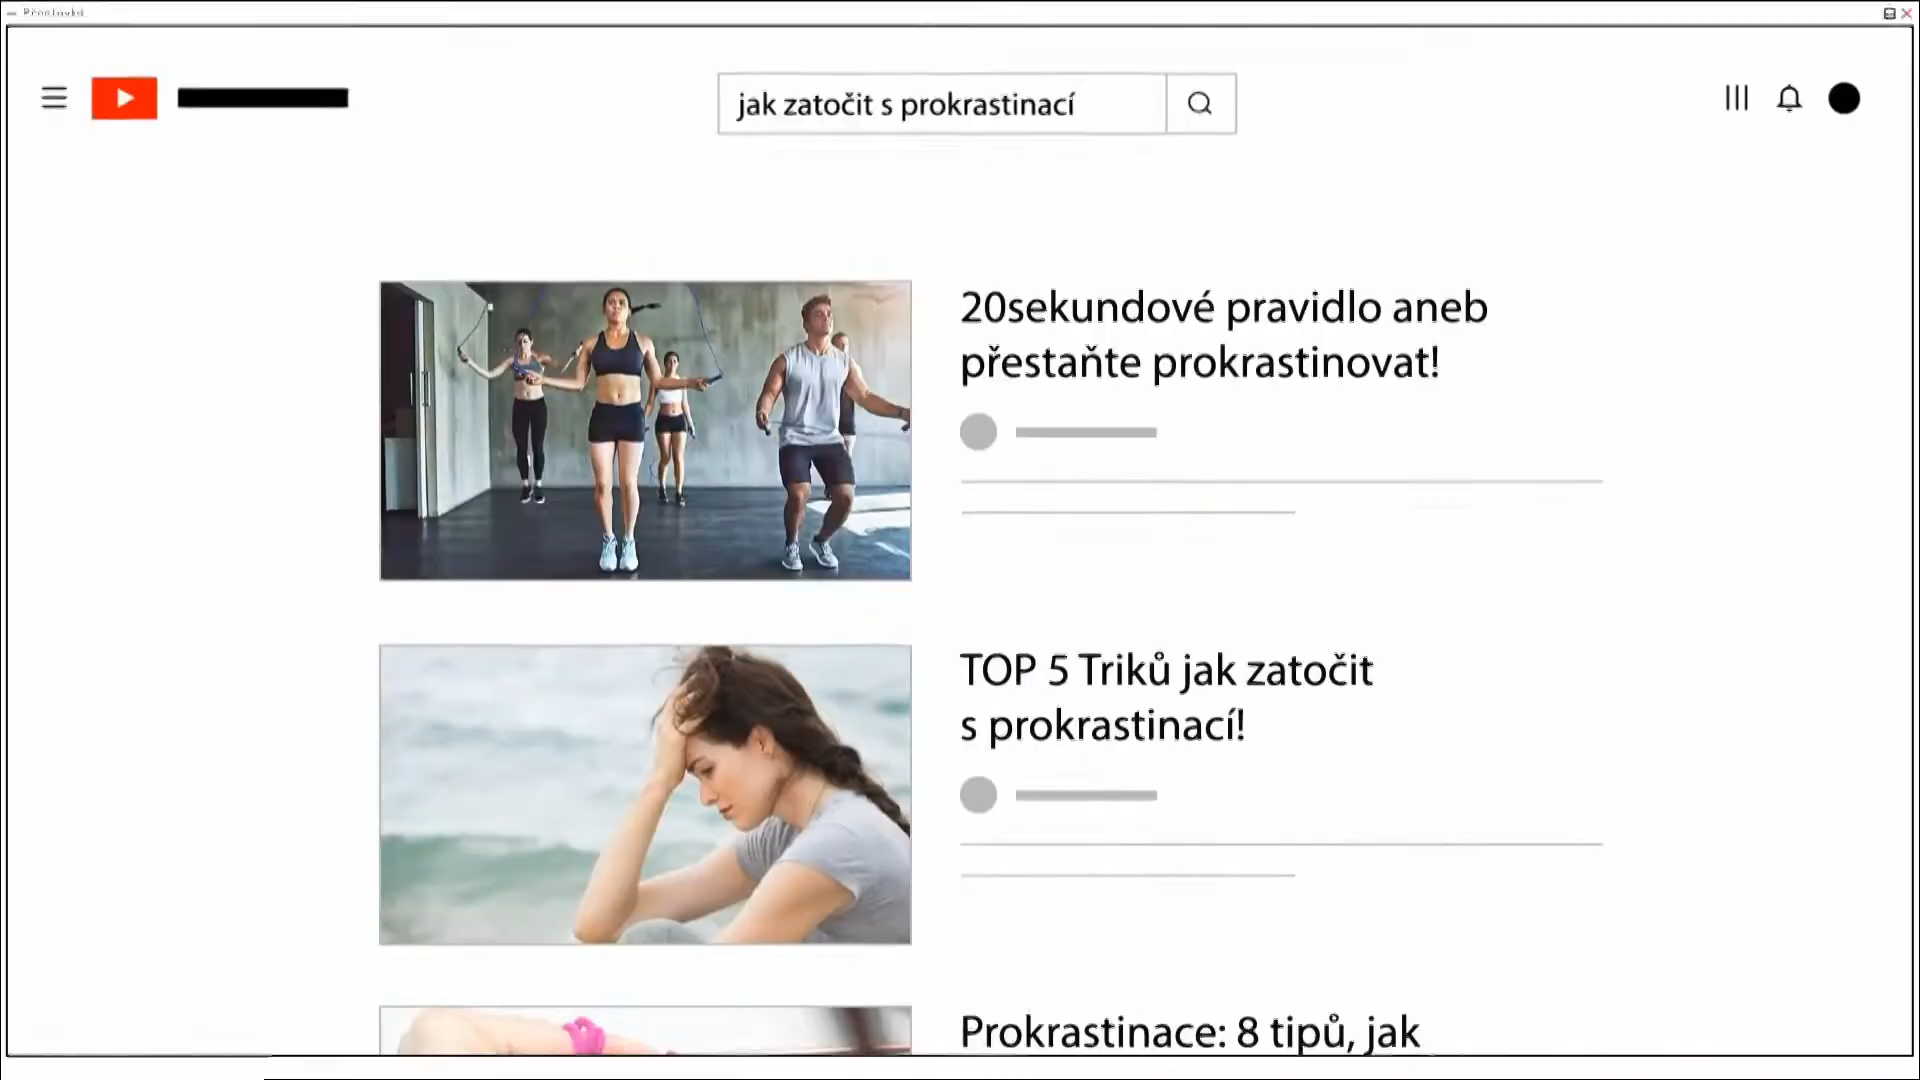 jak zatočit s prokrastinací
20sekundové pravidlo aneb
přestaňte prokrastinovat!
TOP 5 Triků jak zatočit
s prokrastinací!
Prokrastinace: 8 tipů, jak